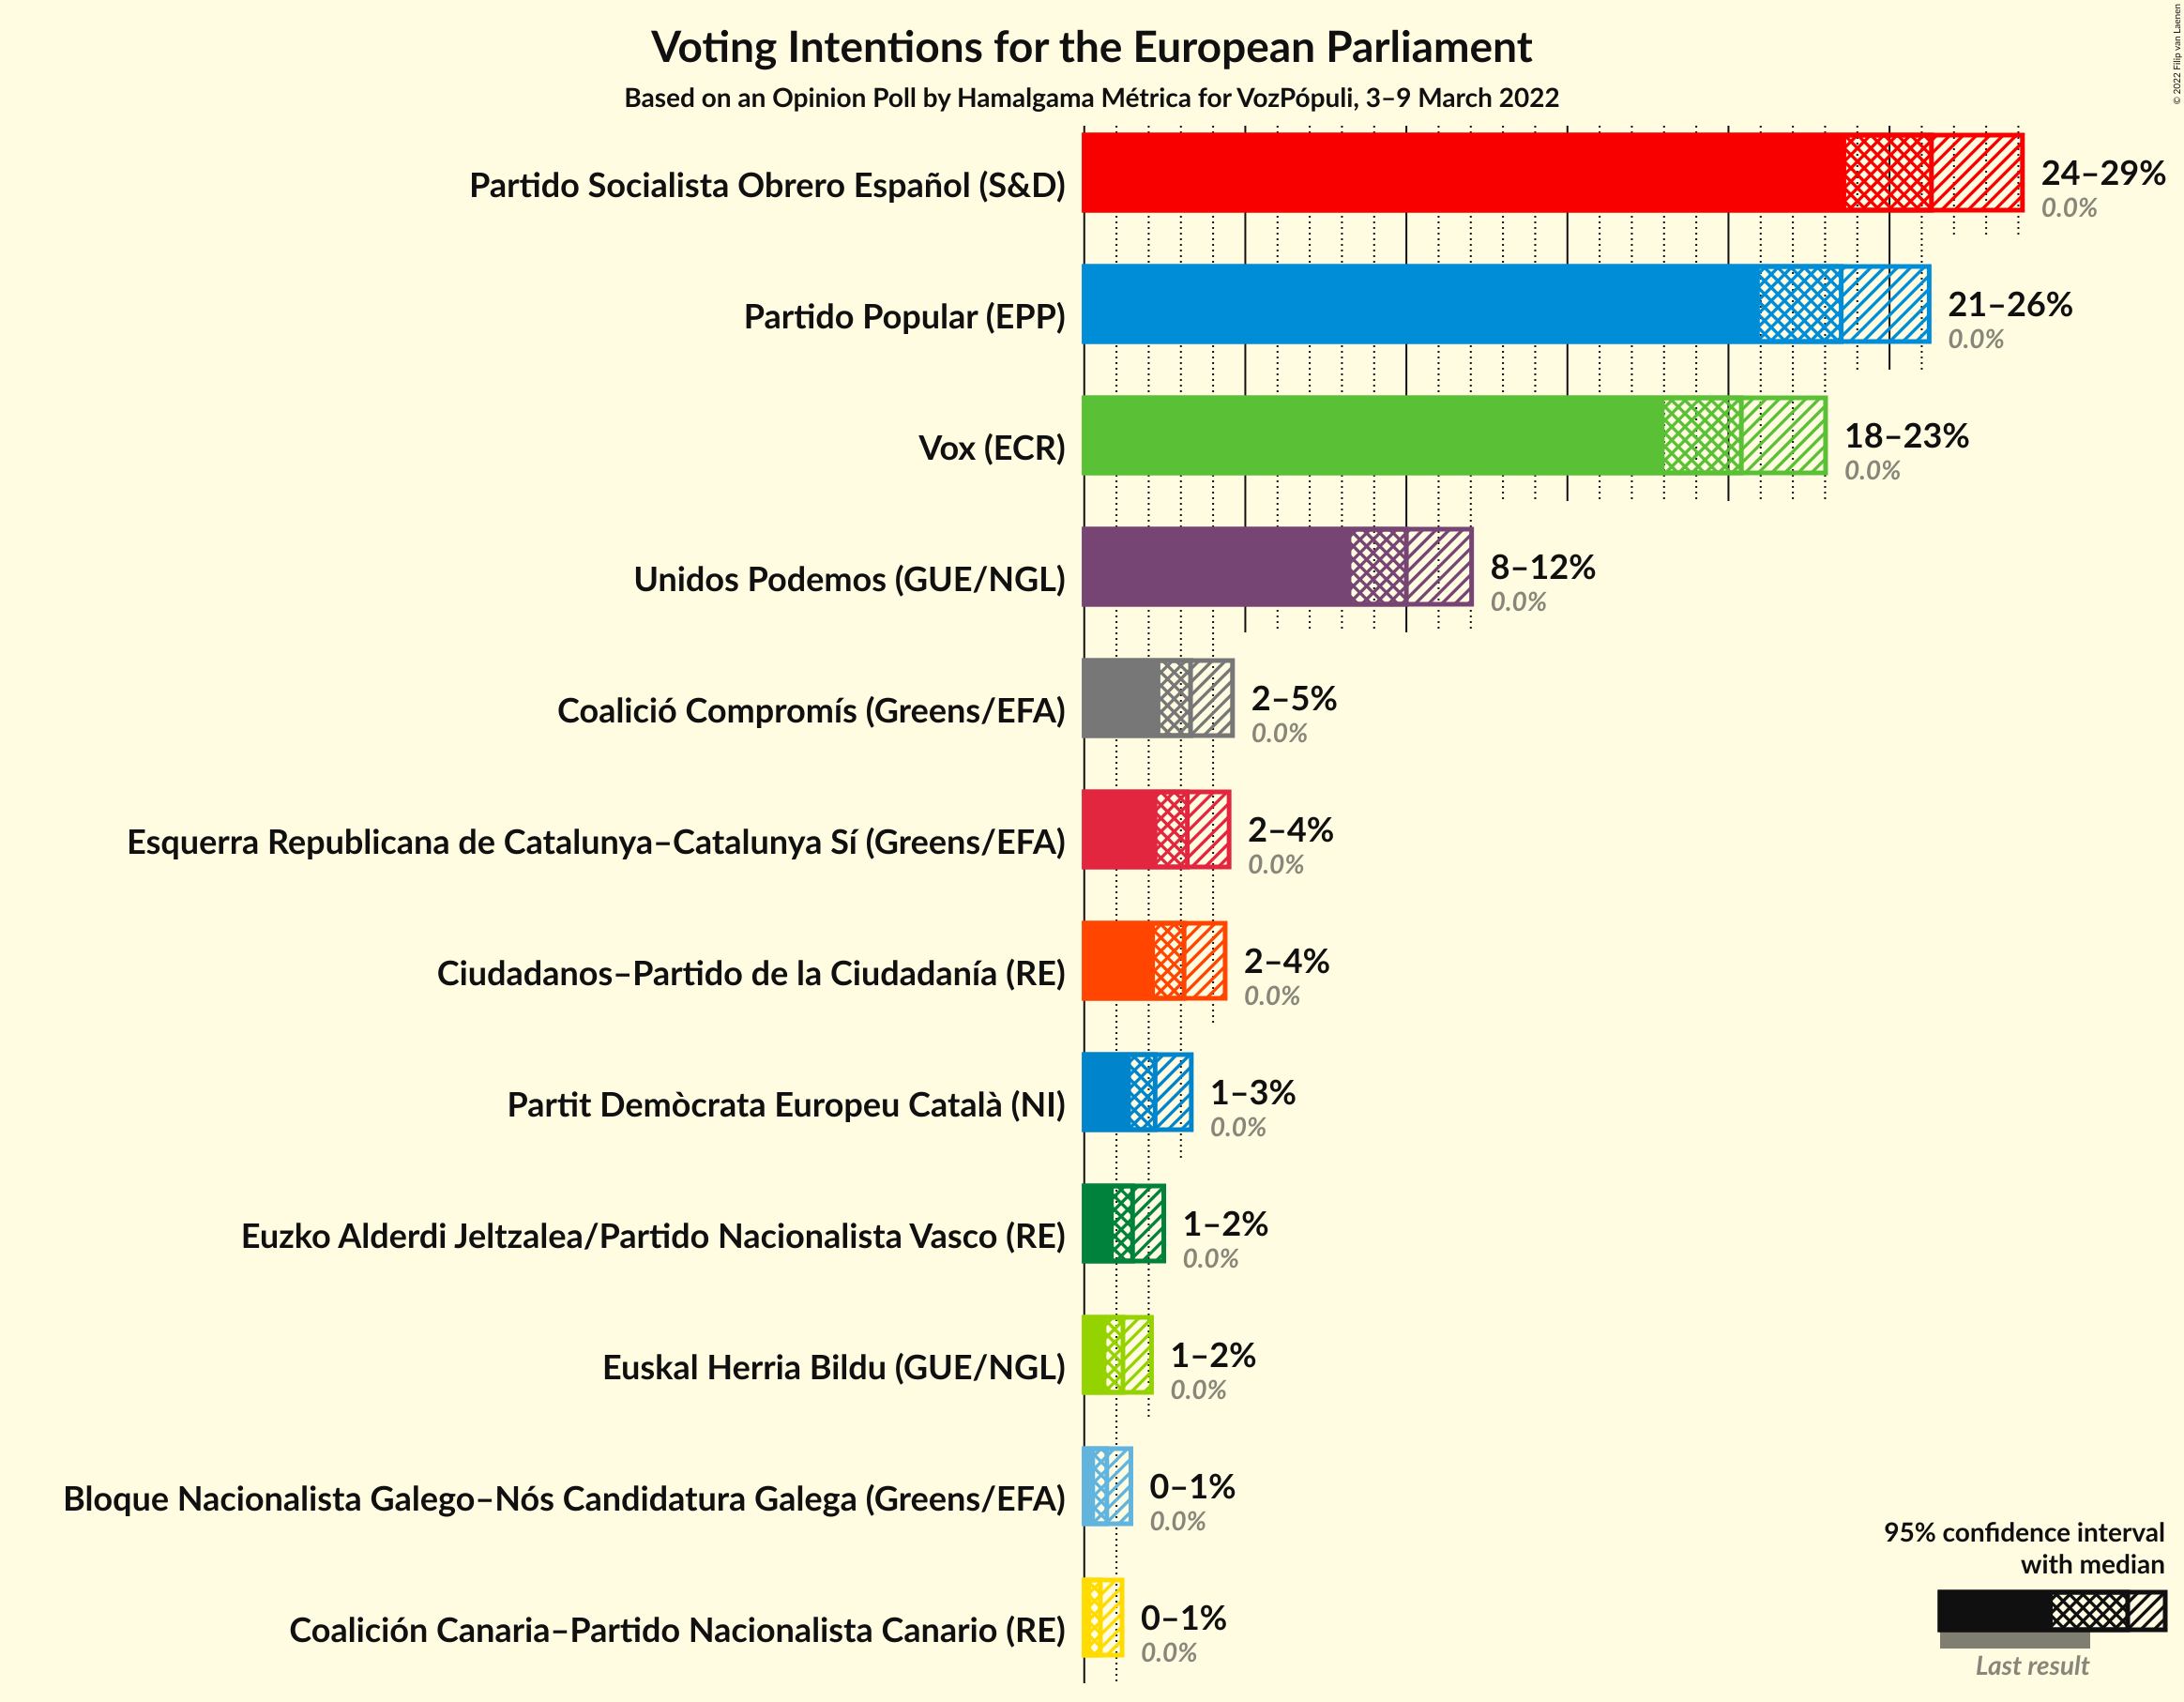 © 2022 Filip van Laenen
Voting Intentions for the European Parliament
Based on an Opinion Poll by Hamalgama Métrica for VozPópuli, 3–9 March 2022
Partido Socialista Obrero Español (S&D)
24–29%
0.0%
Partido Popular (EPP)
21–26%
0.0%
Vox (ECR)
18–23%
0.0%
Unidos Podemos (GUE/NGL)
8–12%
0.0%
Coalició Compromís (Greens/EFA)
2–5%
0.0%
Esquerra Republicana de Catalunya–Catalunya Sí (Greens/EFA)
2–4%
0.0%
Ciudadanos–Partido de la Ciudadanía (RE)
2–4%
0.0%
Partit Demòcrata Europeu Català (NI)
1–3%
0.0%
Euzko Alderdi Jeltzalea/Partido Nacionalista Vasco (RE)
1–2%
0.0%
Euskal Herria Bildu (GUE/NGL)
1–2%
0.0%
Bloque Nacionalista Galego–Nós Candidatura Galega (Greens/EFA)
0–1%
0.0%
Coalición Canaria–Partido Nacionalista Canario (RE)
0–1%
0.0%
95% confidence interval
with median
Last result